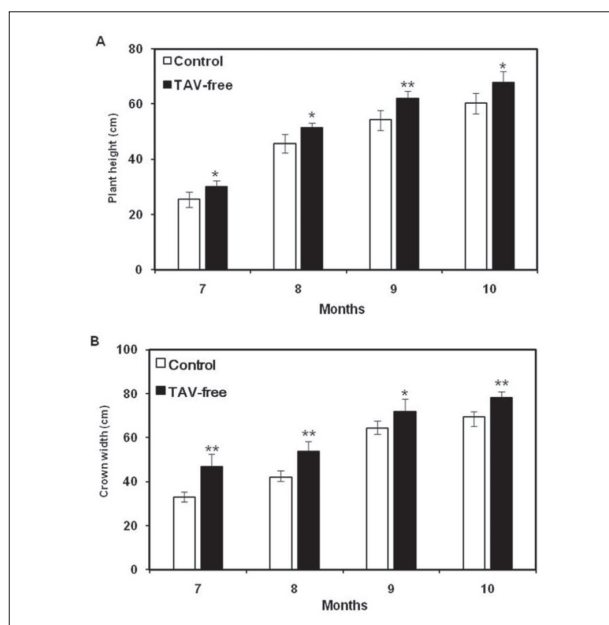 A
80
60
40
20
0
Plant height (cm)
Control
TAV-free
* * ** *
7 8 9 10
Months
B
100
80
60
40
20
0
Crown width (cm)
Control
TAV-free
** ** * **
7 8 9 10
Months